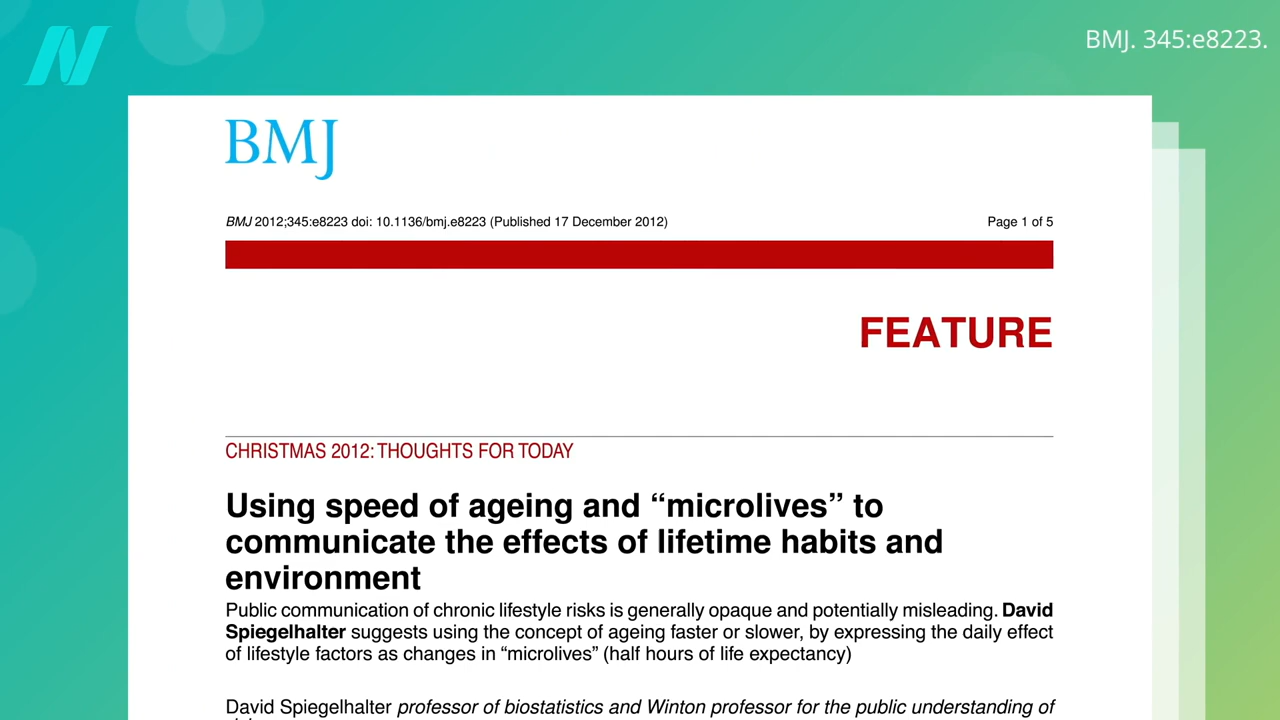 BMJ. 345:e8223.
BMJ
BMJ 2012;345:e8223 doi: 10.1136/bmj.e8223 (Published 17 December 2012) Page 1 of 5
FEATURE
CHRISTMAS 2012: THOUGHTS FOR TODAY
Using speed of ageing and “microlives” to
communicate the effects of lifetime habits and
environment
Public communication of chronic lifestyle risks is generally opaque and potentially misleading. David
Spiegelhalter suggests using the concept of ageing faster or slower, by expressing the daily effect
of lifestyle factors as changes in “microlives” (half hours of life expectancy)
David Spiegelhalter professor of biostatistics and Winton professor for the public understanding of